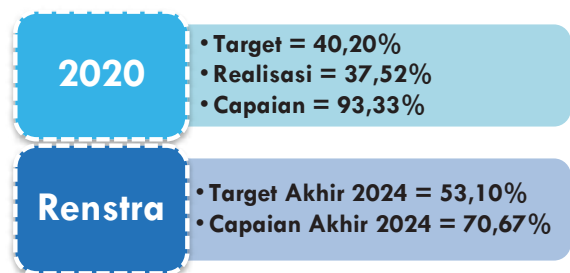 2020
• Target = 40,20%
• Realisasi = 37,52%
• Capaian = 93,33%
Renstra
• Target Akhir 2024 = 53,10%
• Capaian Akhir 2024 = 70,67%